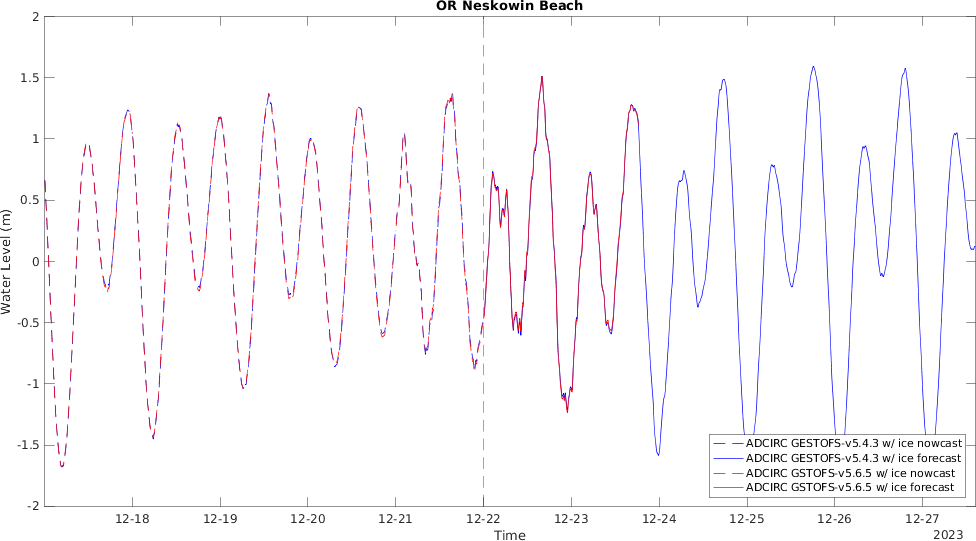 OR Neskowin Beach
2
1.5
1
0.5
0
-0.5
-1
-1.5
-2
Water Level (m)
12-18
12-19
12-20
12-21
12-22
12-23
12-24
12-25
12-26
12-27
Time
2023
ADCIRC GESTOFS-v5.4.3 w/ ice nowcast
ADCIRC GESTOFS-v5.4.3 w/ ice forecast
ADCIRC GSTOFS-v5.6.5 w/ ice nowcast
ADCIRC GSTOFS-v5.6.5 w/ ice forecast